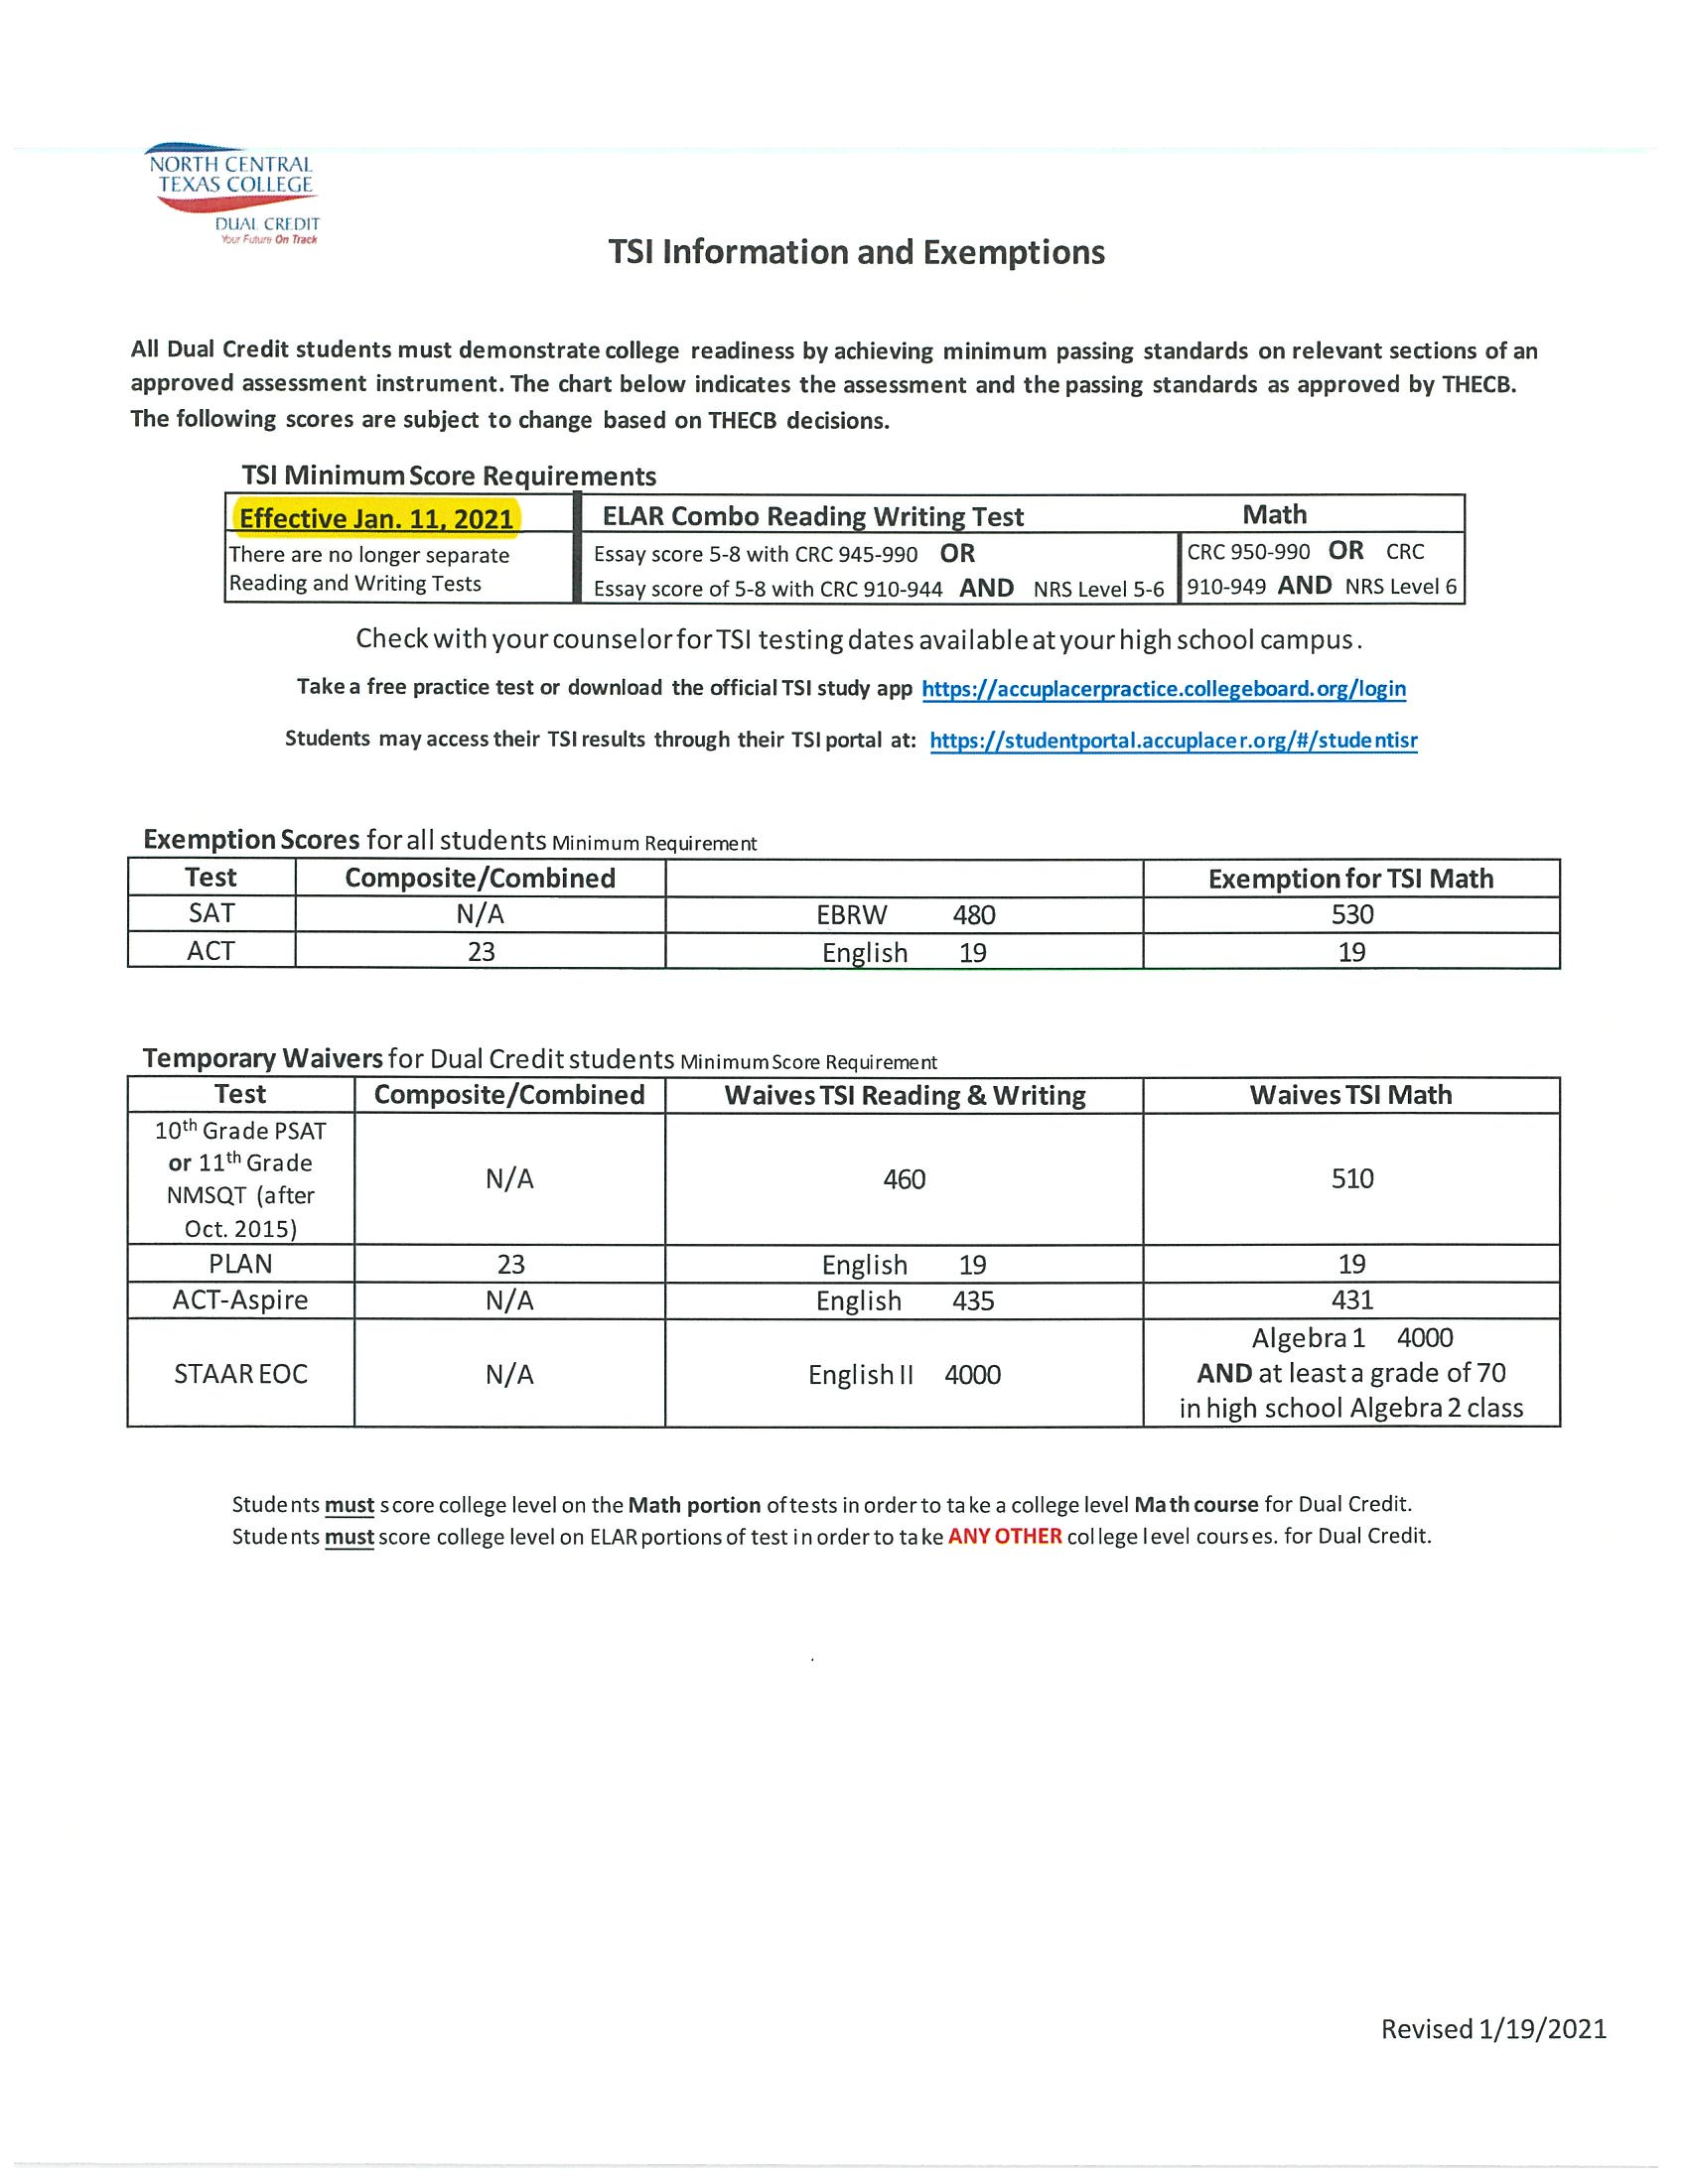 NORTH CENTRAL
TEXAS COLLEGE
DUAL CREDIT
Your Future On Track
TSI Information and Exemptions
All Dual Credit students must demonstrate college readiness by achieving minimum passing standards on relevant sections of an
approved assessment instrument. The chart below indicates the assessment and the passing standards as approved by THECB.
The following scores are subject to change based on THECB decisions.
TSI Minimum Score Requirements
Effective Jan. 11, 2021 ELAR Combo Reading Writing Test Math
There are no longer separate Essay score 5-8 with CRC 945-990 OR CRC 950-990 OR CRC
Reading and Writing Tests Essay score of 5-8 with CRC 910-944 AND NRS Level 5-6 910-949 AND NRS Level 6
Check with your counselor for TSI testing dates available at your high school campus.
Take a free practice test or download the official TSI study app https://accuplacerpractice.collegeboard.org/login
Students may access their TSI results through their TSI portal at: https://studentportal.accuplacer.org/#/studentisr
Exemption Scores for all students Minimum Requirement
Test Composite/Combined Exemption for TSI Math
SAT N/A EBRW 480 530
ACT 23 English 19 19
Temporary Waivers for Dual Credit students Minimum Score Requirement
Test Composite/Combined Waives TSI Reading & Writing Waives TSI Math
10th Grade PSAT
or 11th Grade
NMSQT (after
Oct. 2015)
N/A 460 510
PLAN 23 English 19 19
ACT-Aspire N/A English 435 431
STAAR EOC N/A English II 4000
Algebra 1 4000
AND at least a grade of 70
in high school Algebra 2 class
Students must score college level on the Math portion of tests in order to take a college level Math course for Dual Credit.
Students must score college level on ELAR portions of test in order to take ANY OTHER college level courses. for Dual Credit.
Revised 1/19/2021